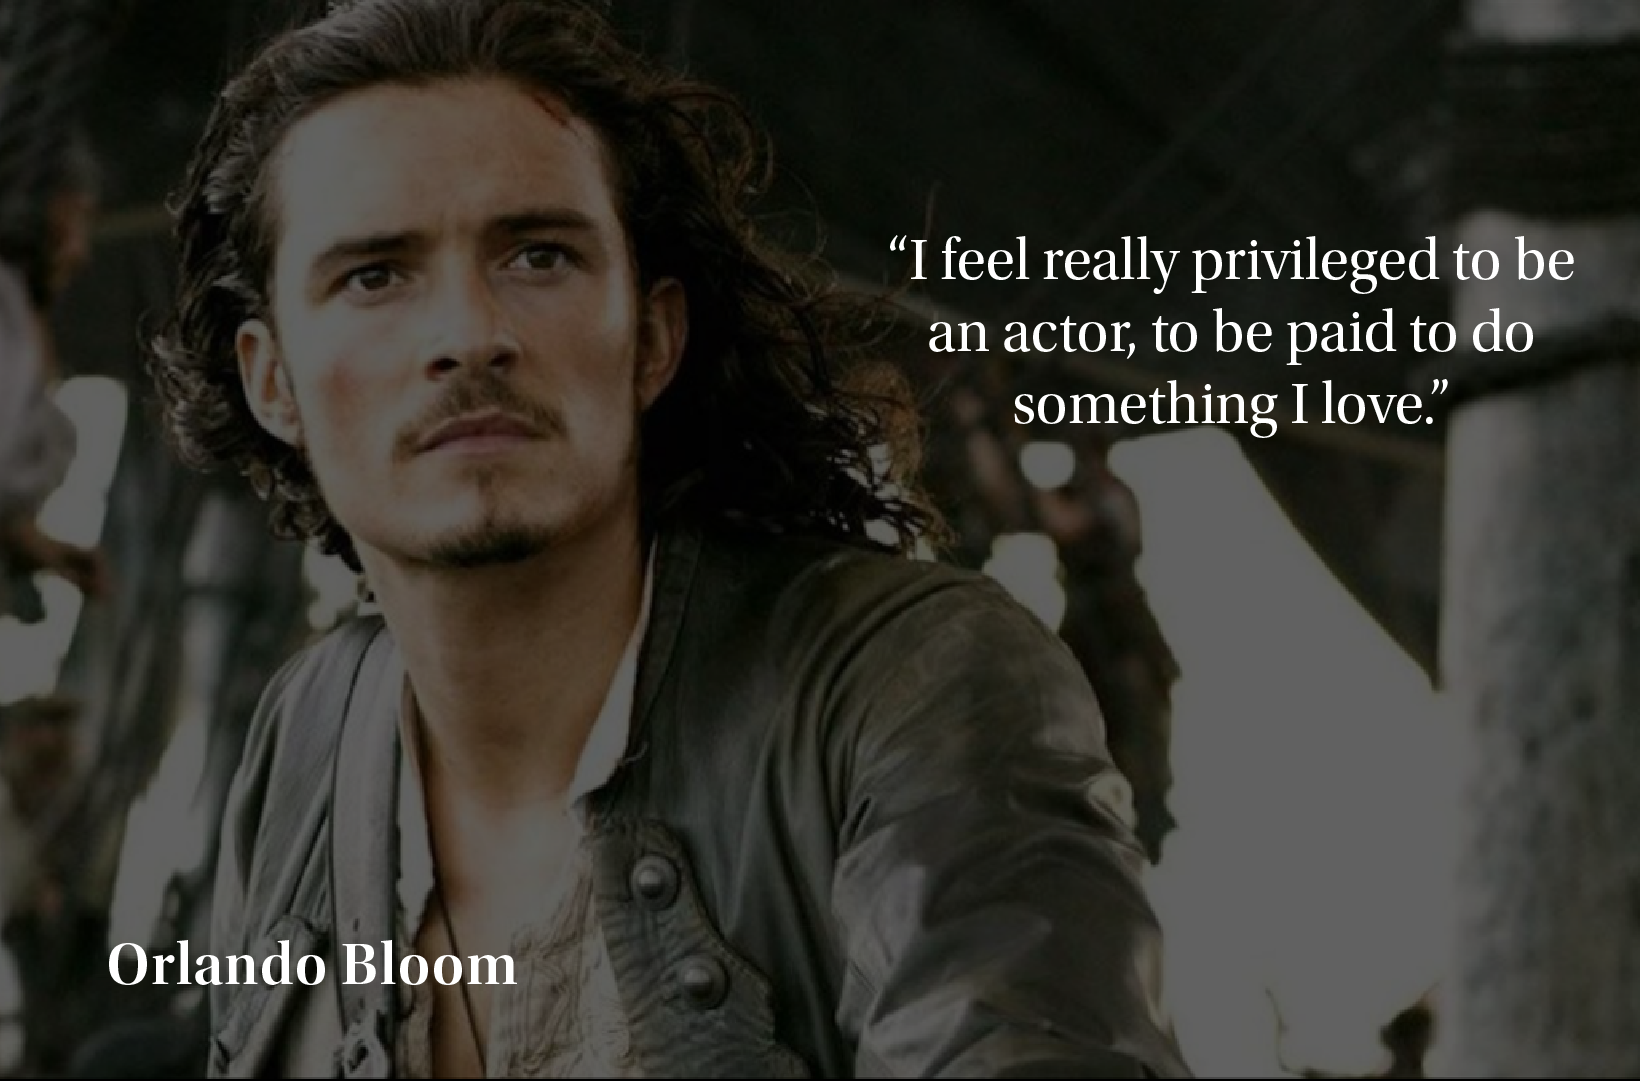 “I feel really privileged to be
an actor, to be paid to do
something I love.”
Orlando Bloom